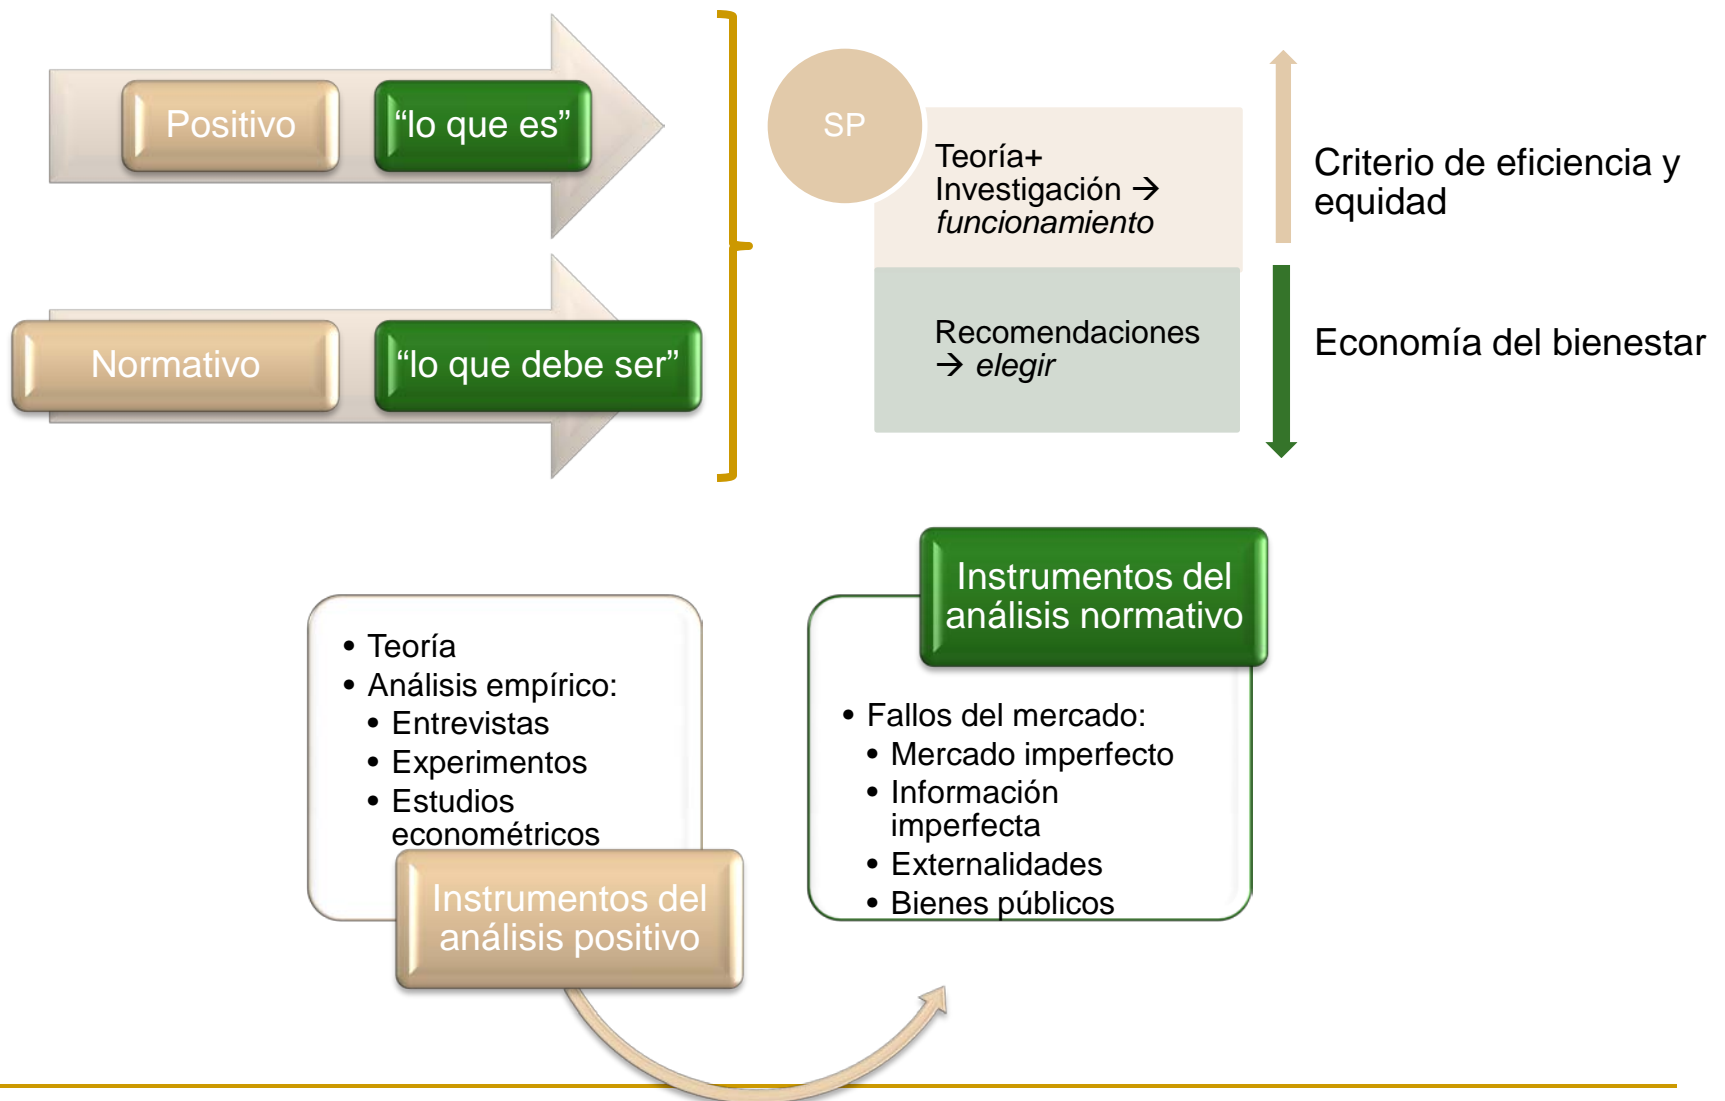 Positivo
“lo que es”
Normativo
“lo que debe ser”
SP
Teoría+
Investigación →
funcionamiento
Recomendaciones
→ elegir
Criterio de eficiencia y
equidad
Economía del bienestar
• Teoría
• Análisis empírico:
• Entrevistas
• Experimentos
• Estudios
econométricos
Instrumentos del
análisis positivo
Instrumentos del
análisis normativo
• Fallos del mercado:
• Mercado imperfecto
• Información
imperfecta
• Externalidades
• Bienes públicos